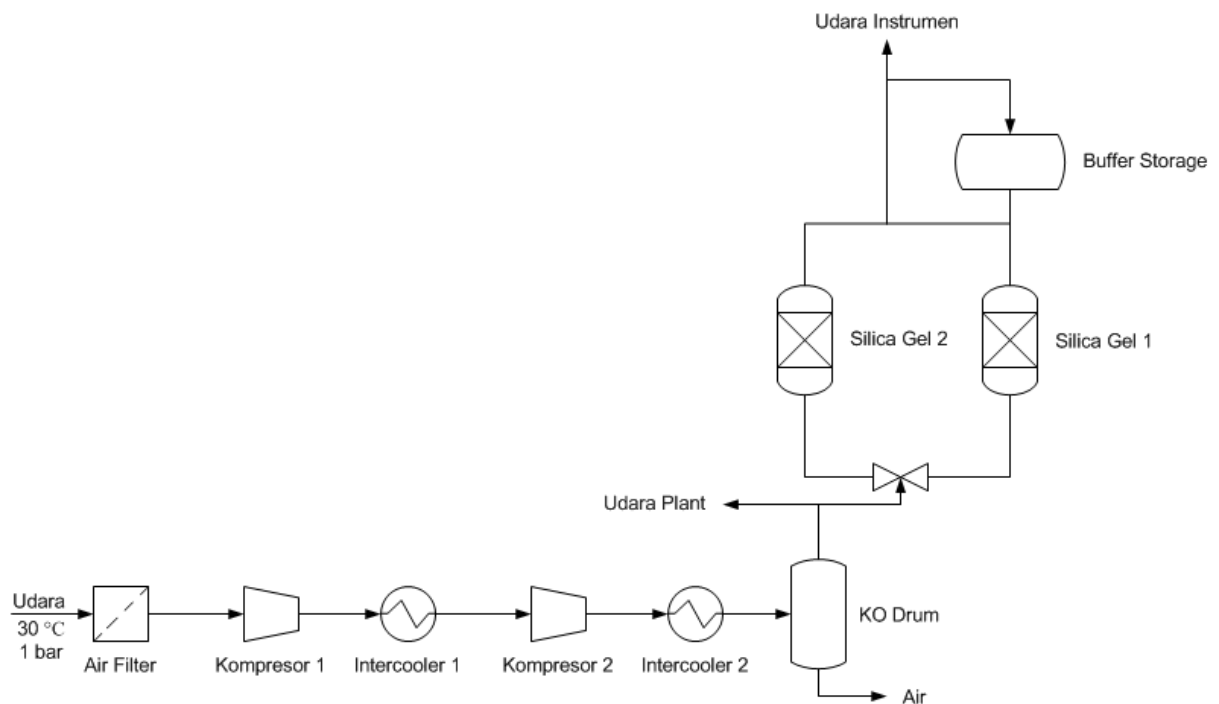 Udara Instrumen
Buffer Storage
Silica Gel 2
Silica Gel 1
Udara Plant
Udara
30 °C
1 bar
Air Filter
Kompresor 1
Intercooler 1
Kompresor 2
Intercooler 2
KO Drum
Air